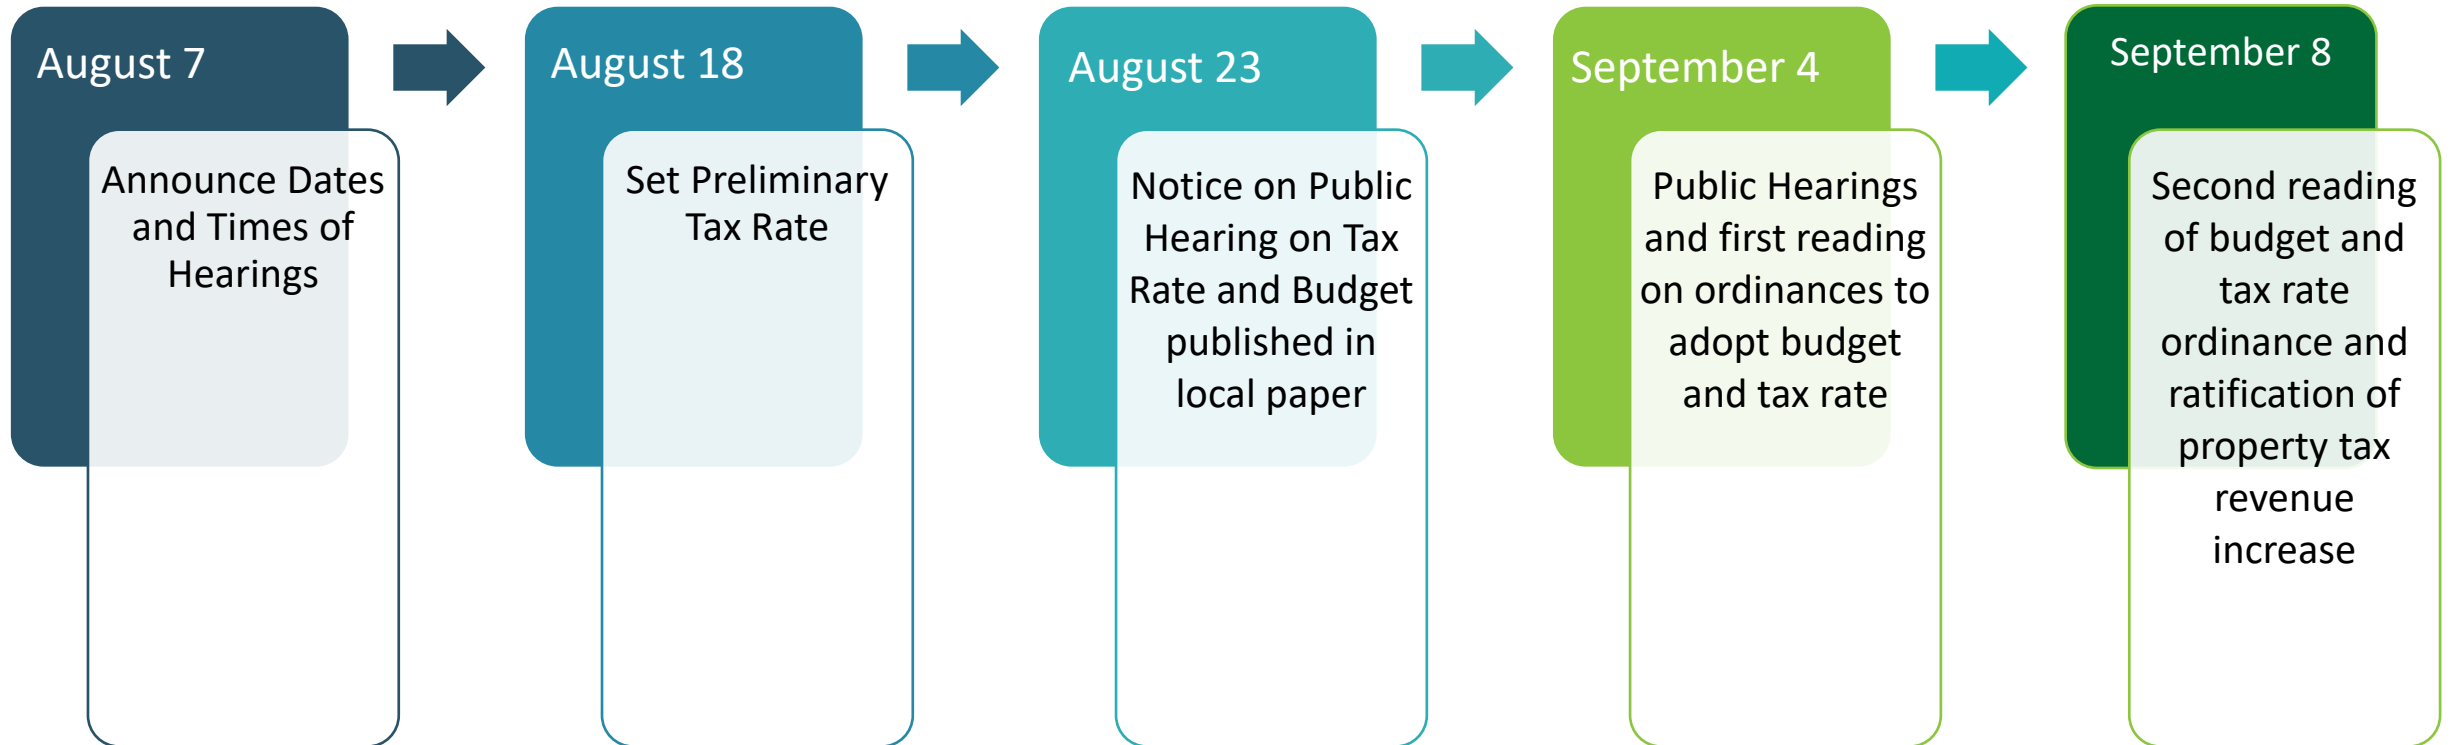 August 7
Announce Dates
and Times of
Hearings
August 18
Set Preliminary
Tax Rate
August 23
Notice on Public
Hearing on Tax
Rate and Budget
published in
local paper
September 4
Public Hearings
and first reading
on ordinances to
adopt budget
and tax rate
September 8
Second reading
of budget and
tax rate
ordinance and
ratification of
property tax
revenue
increase